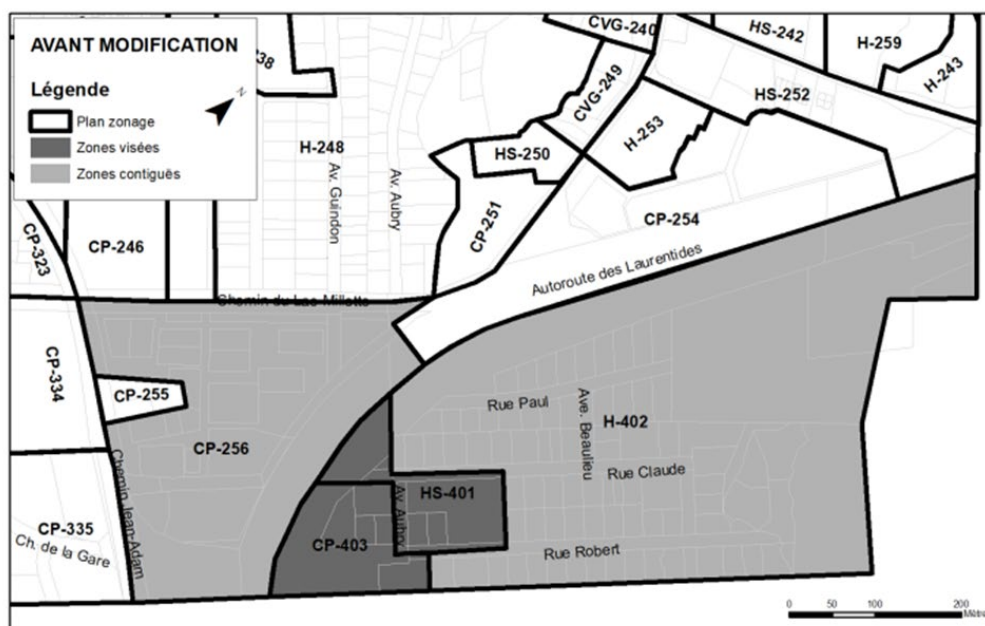 AVANT MODIFICATION
Légende
Plan zonage
Zones visées
Zones contiguës
N
CVG-240
HS-242
H-259
H-243
CVG-249
HS-252
H-248
HS-250
H-253
Av. Guindon
Av. Aubry
CP-251
CP-254
CP-323
CP-246
Autoroute des Laurentides
Chemin du Lac Millette
CP-334
CP-255
Rue Paul
Ave. Beaulieu
H-402
CP-256
Rue Claude
HS-401
Chemin Jean-Adam
Av. Aubry
CP-335
Ch. de la Gare
CP-403
Rue Robert
0 50 100 200